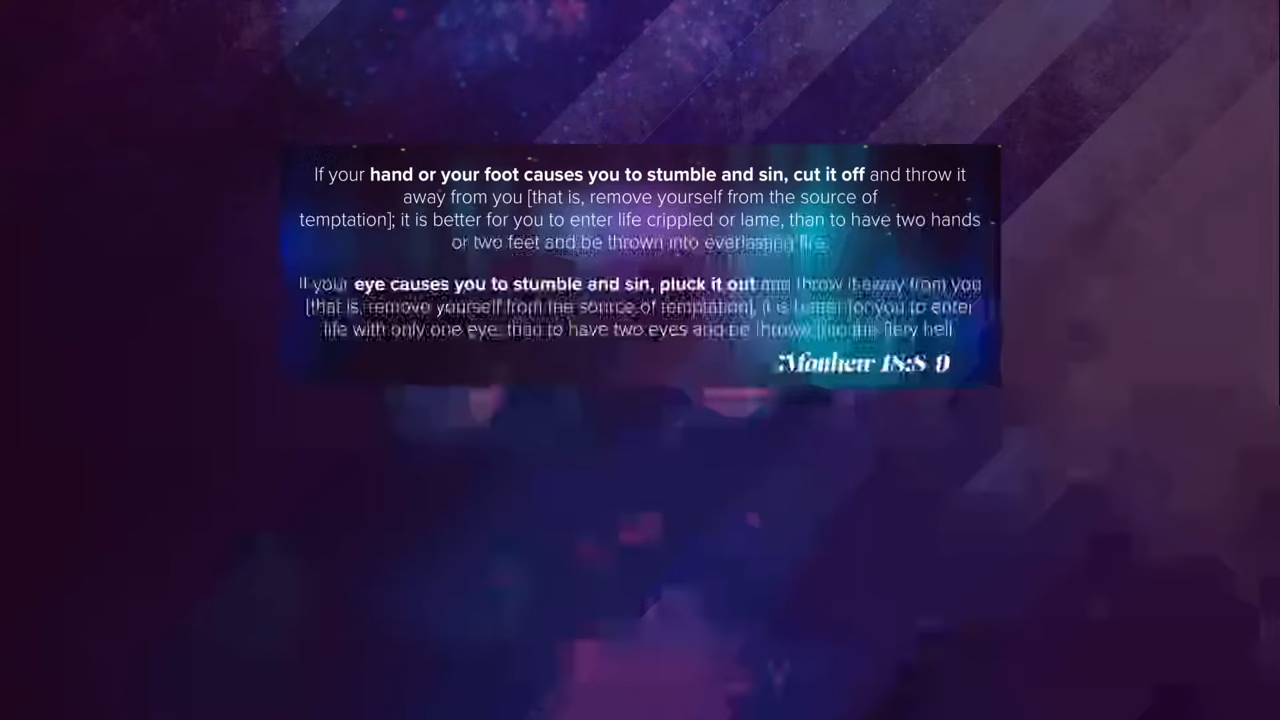 If your hand or your foot causes you to stumble and sin, cut it off and throw it
away from you [that is, remove yourself from the source of
temptation]; it is better for you to enter life crippled or lame, than to have two hands
or two feet and be thrown into everlasting fire.
If your eye causes you to stumble and sin, pluck it out and throw it away from you
[that is, remove yourself from the source of temptation], it is better for you to enter
life with only one eye, than to have two eyes and be thrown into the fiery hell
Matthew 18:8-9